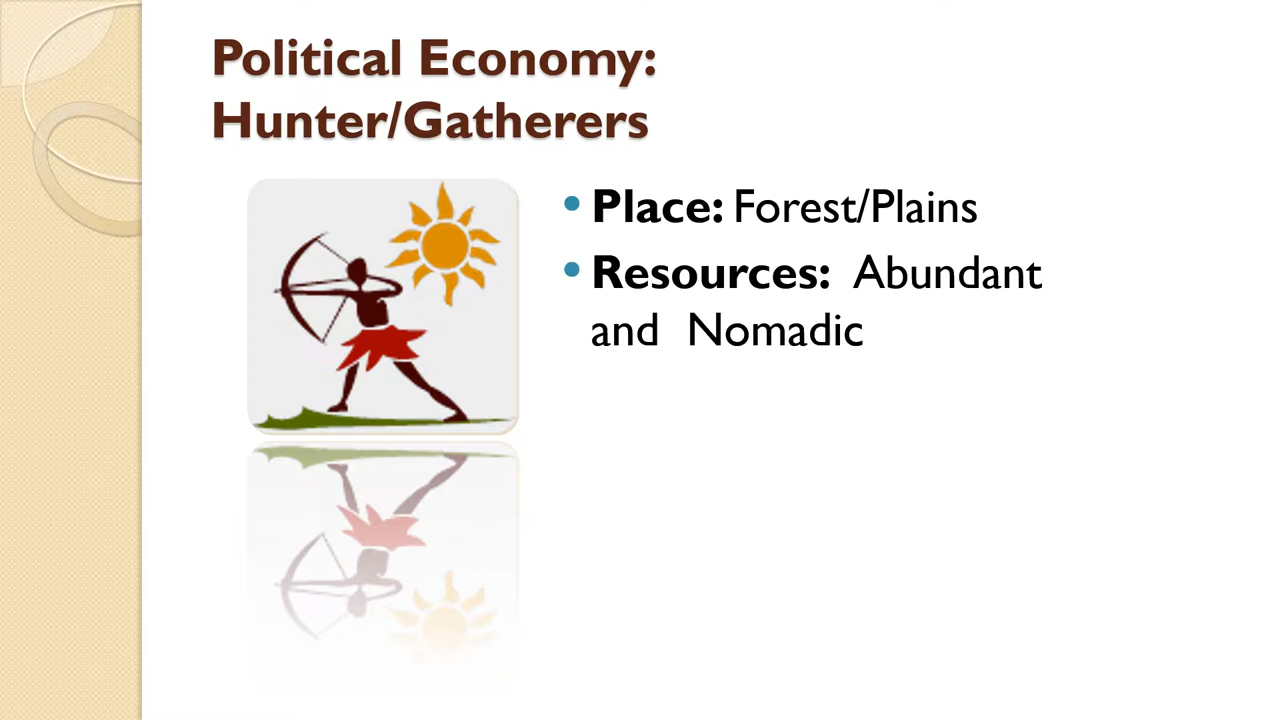 Political Economy:
Hunter/Gatherers
• Place: Forest/Plains
• Resources: Abundant
and Nomadic